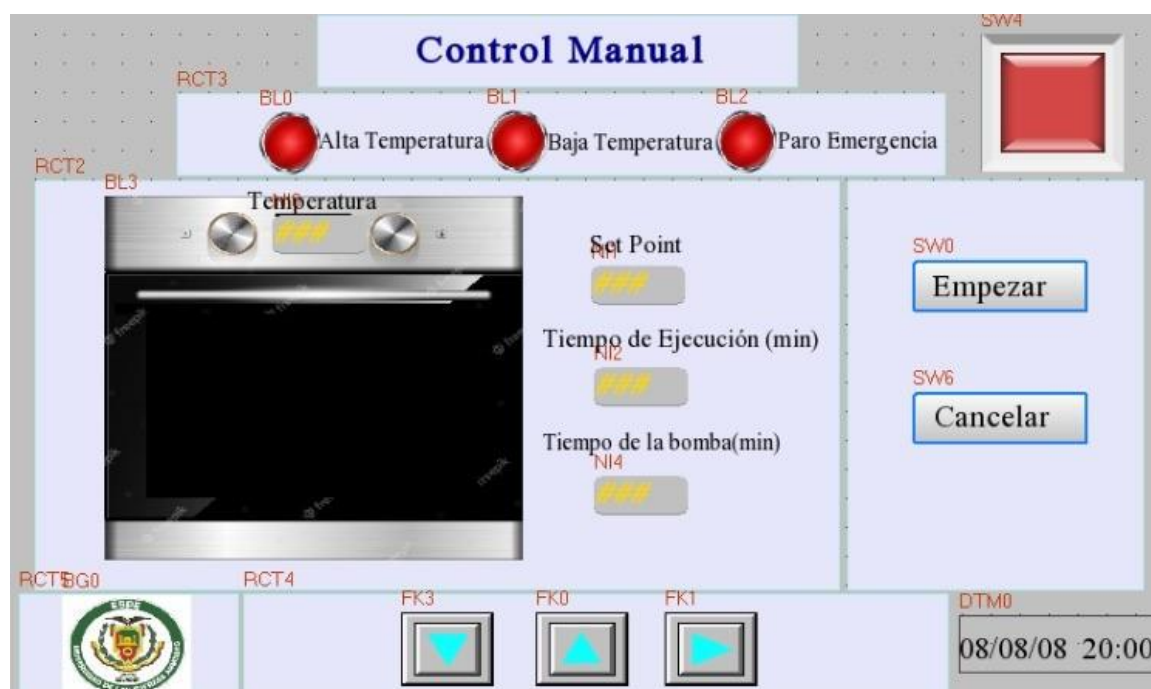 SW4
Control Manual
RCT3
BL0 BL1 BL2
Alta Temperatura Baja Temperatura Paro Emergencia
RCT2
BL3
Temperatura
###
Set Point
###
Tiempo de Ejecución (min)
NI2
###
Tiempo de la bomba(min)
NI4
###
SW0
Empezar
SW6
Cancelar
BG0
RCT4
FK3 FK0 FK1
DTM0
08/08/08 20:00
ESPE
freepik